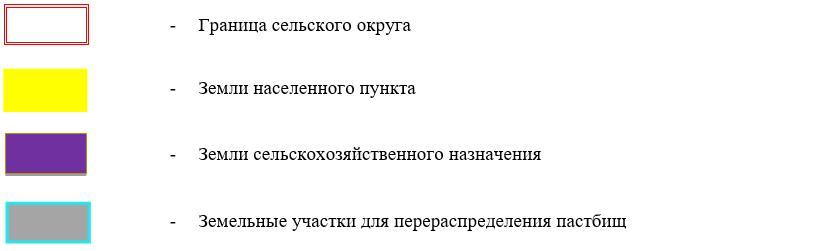 - Граница сельского округа
- Земли населенного пункта
- Земли сельскохозяйственного назначения
- Земельные участки для перераспределения пастбищ